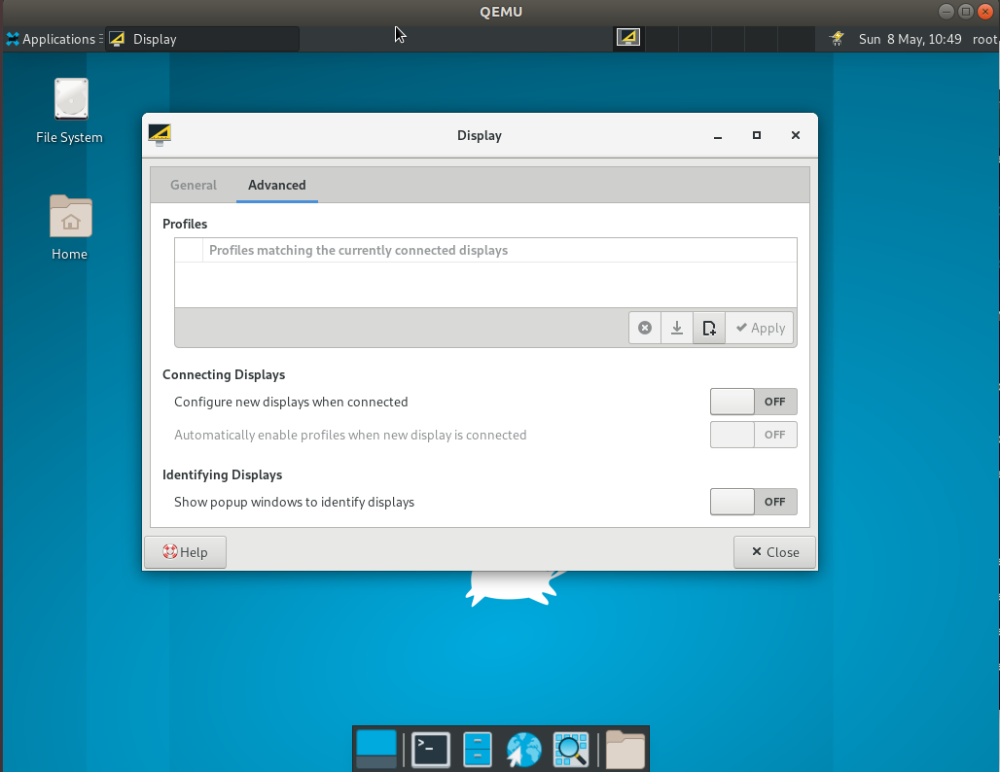 QEMU
Applications
Display
Sun 8 May, 10:49
root
File System
Home
Display
General
Advanced
Profiles
Profiles matching the currently connected displays
Apply
Connecting Displays
Configure new displays when connected
OFF
Automatically enable profiles when new display is connected
OFF
Identifying Displays
Show popup windows to identify displays
OFF
Help
Close